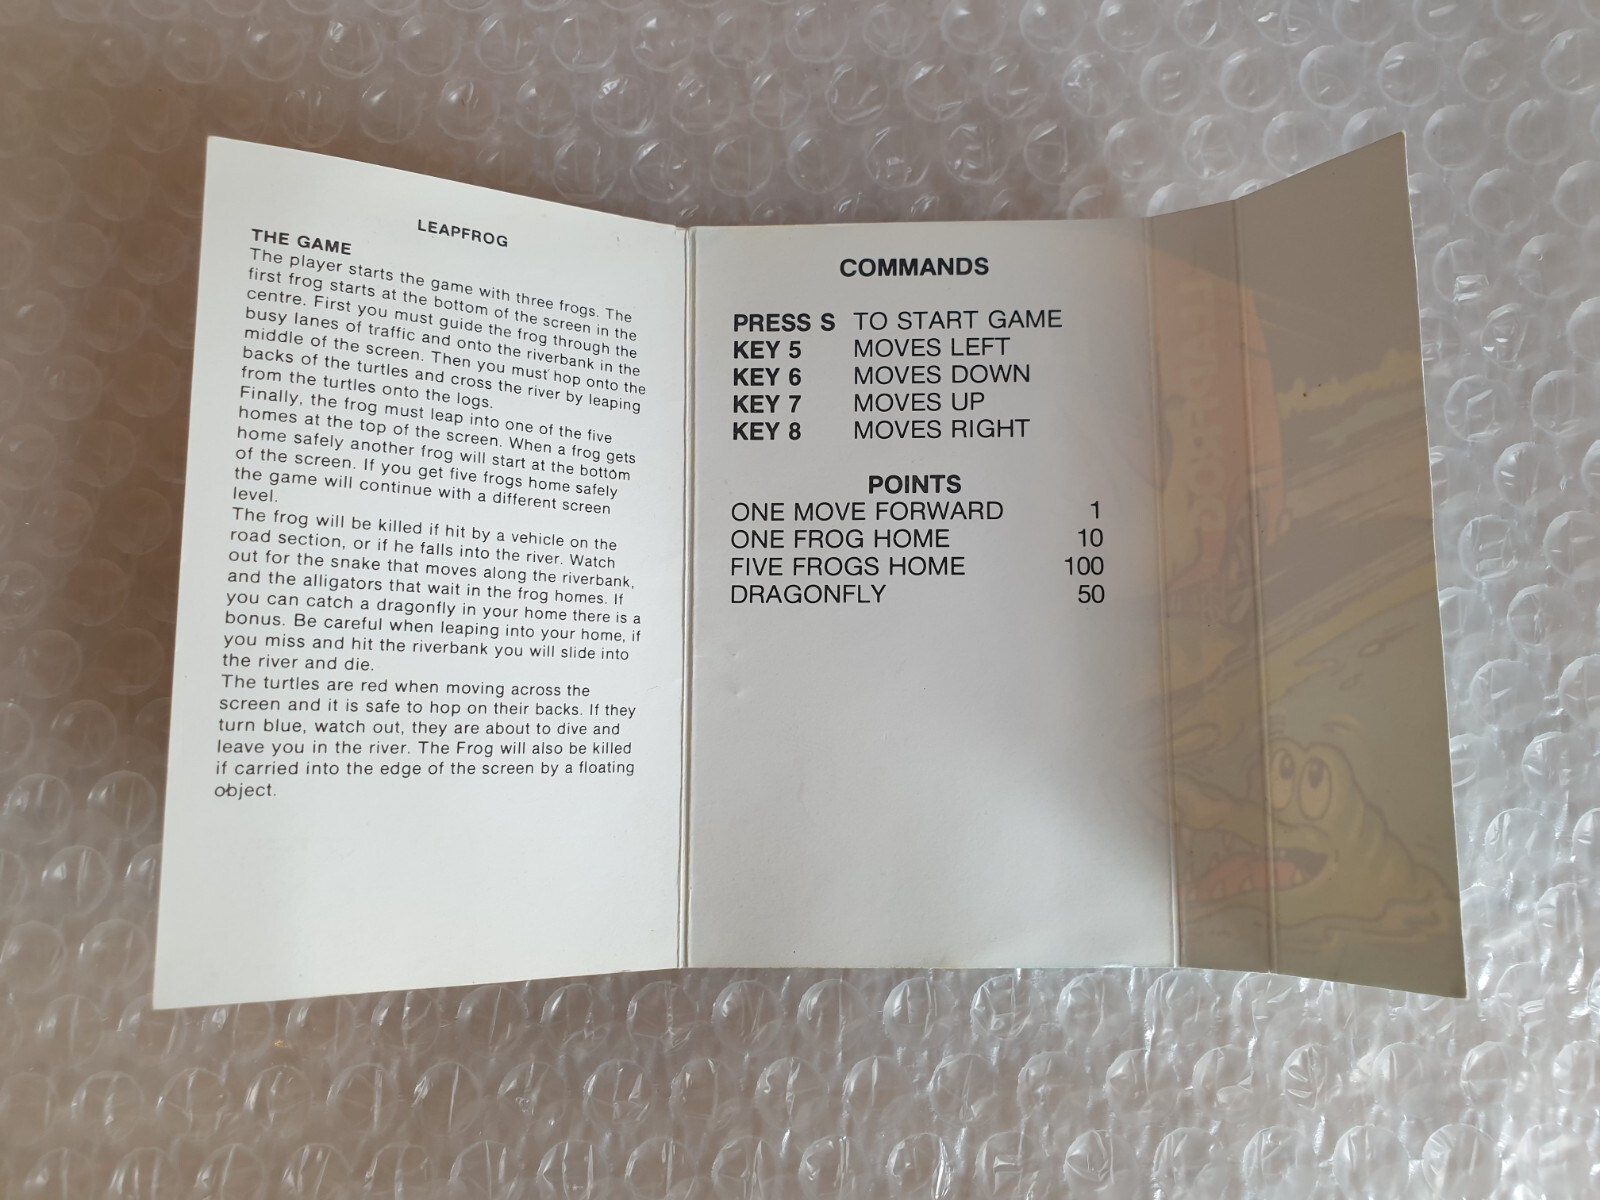 LEAPFROG
THE GAME
The player starts the game with three frogs. The
first frog starts at the bottom of the screen in the
centre. First you must guide the frog through the
busy lanes of traffic and onto the riverbank in the
middle of the screen. Then you must hop onto the
backs of the turtles and cross the river by leaping
from the turtles onto the logs.
Finally, the frog must leap into one of the five
homes at the top of the screen. When a frog gets
home safely another frog will start at the bottom
of the screen. If you get five frogs home safely
the game will continue with a different screen
level.
The frog will be killed if hit by a vehicle on the
road section, or if he falls into the river. Watch
out for the snake that moves along the riverbank,
and the alligators that wait in the frog homes. If
you can catch a dragonfly in your home there is a
bonus. Be careful when leaping into your home, if
you miss and hit the riverbank you will slide into
the river and die.
The turtles are red when moving across the
screen and it is safe to hop on their backs. If they
turn blue, watch out, they are about to dive and
leave you in the river. The Frog will also be killed
if carried into the edge of the screen by a floating
object.
COMMANDS
PRESS S TO START GAME
KEY 5 MOVES LEFT
KEY 6 MOVES DOWN
KEY 7 MOVES UP
KEY 8 MOVES RIGHT
POINTS
ONE MOVE FORWARD 1
ONE FROG HOME 10
FIVE FROGS HOME 100
DRAGONFLY 50